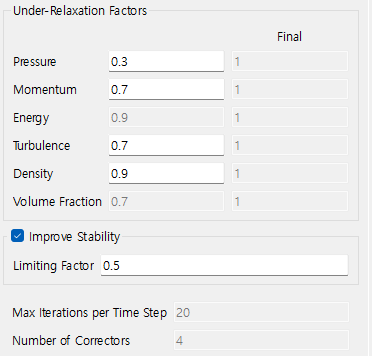 Under-Relaxation Factors
Final
Pressure 0.3 1
Momentum 0.7 1
Energy 0.9 1
Turbulence 0.7 1
Density 0.9 1
Volume Fraction 0.7 1
Improve Stability
Limiting Factor 0.5
Max Iterations per Time Step 20
Number of Correctors 4